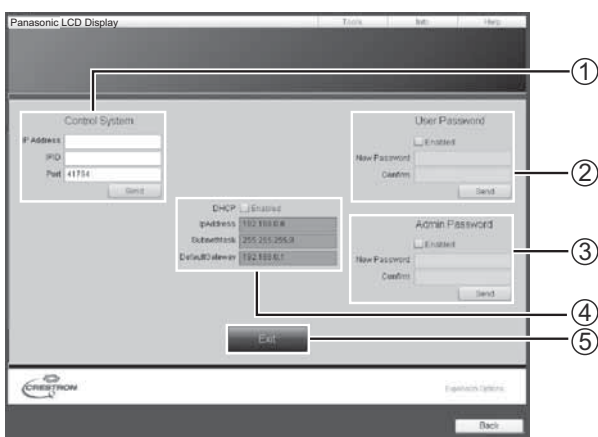 Panasonic LCD Display
Tools Info Help
①
Control System
IP Address
IPID
Port 41794
Send
User Password
Enabled
New Password
Confirm
Send
②
Admin Password
Enabled
New Password
Confirm
Send
③
DHCP Enabled
IpAddress 192.168.0.8
SubnetMask 255.255.255.0
DefaultGateway 192.168.0.1
④
Exit
⑤
CRESTRON
Expansion Options
Back